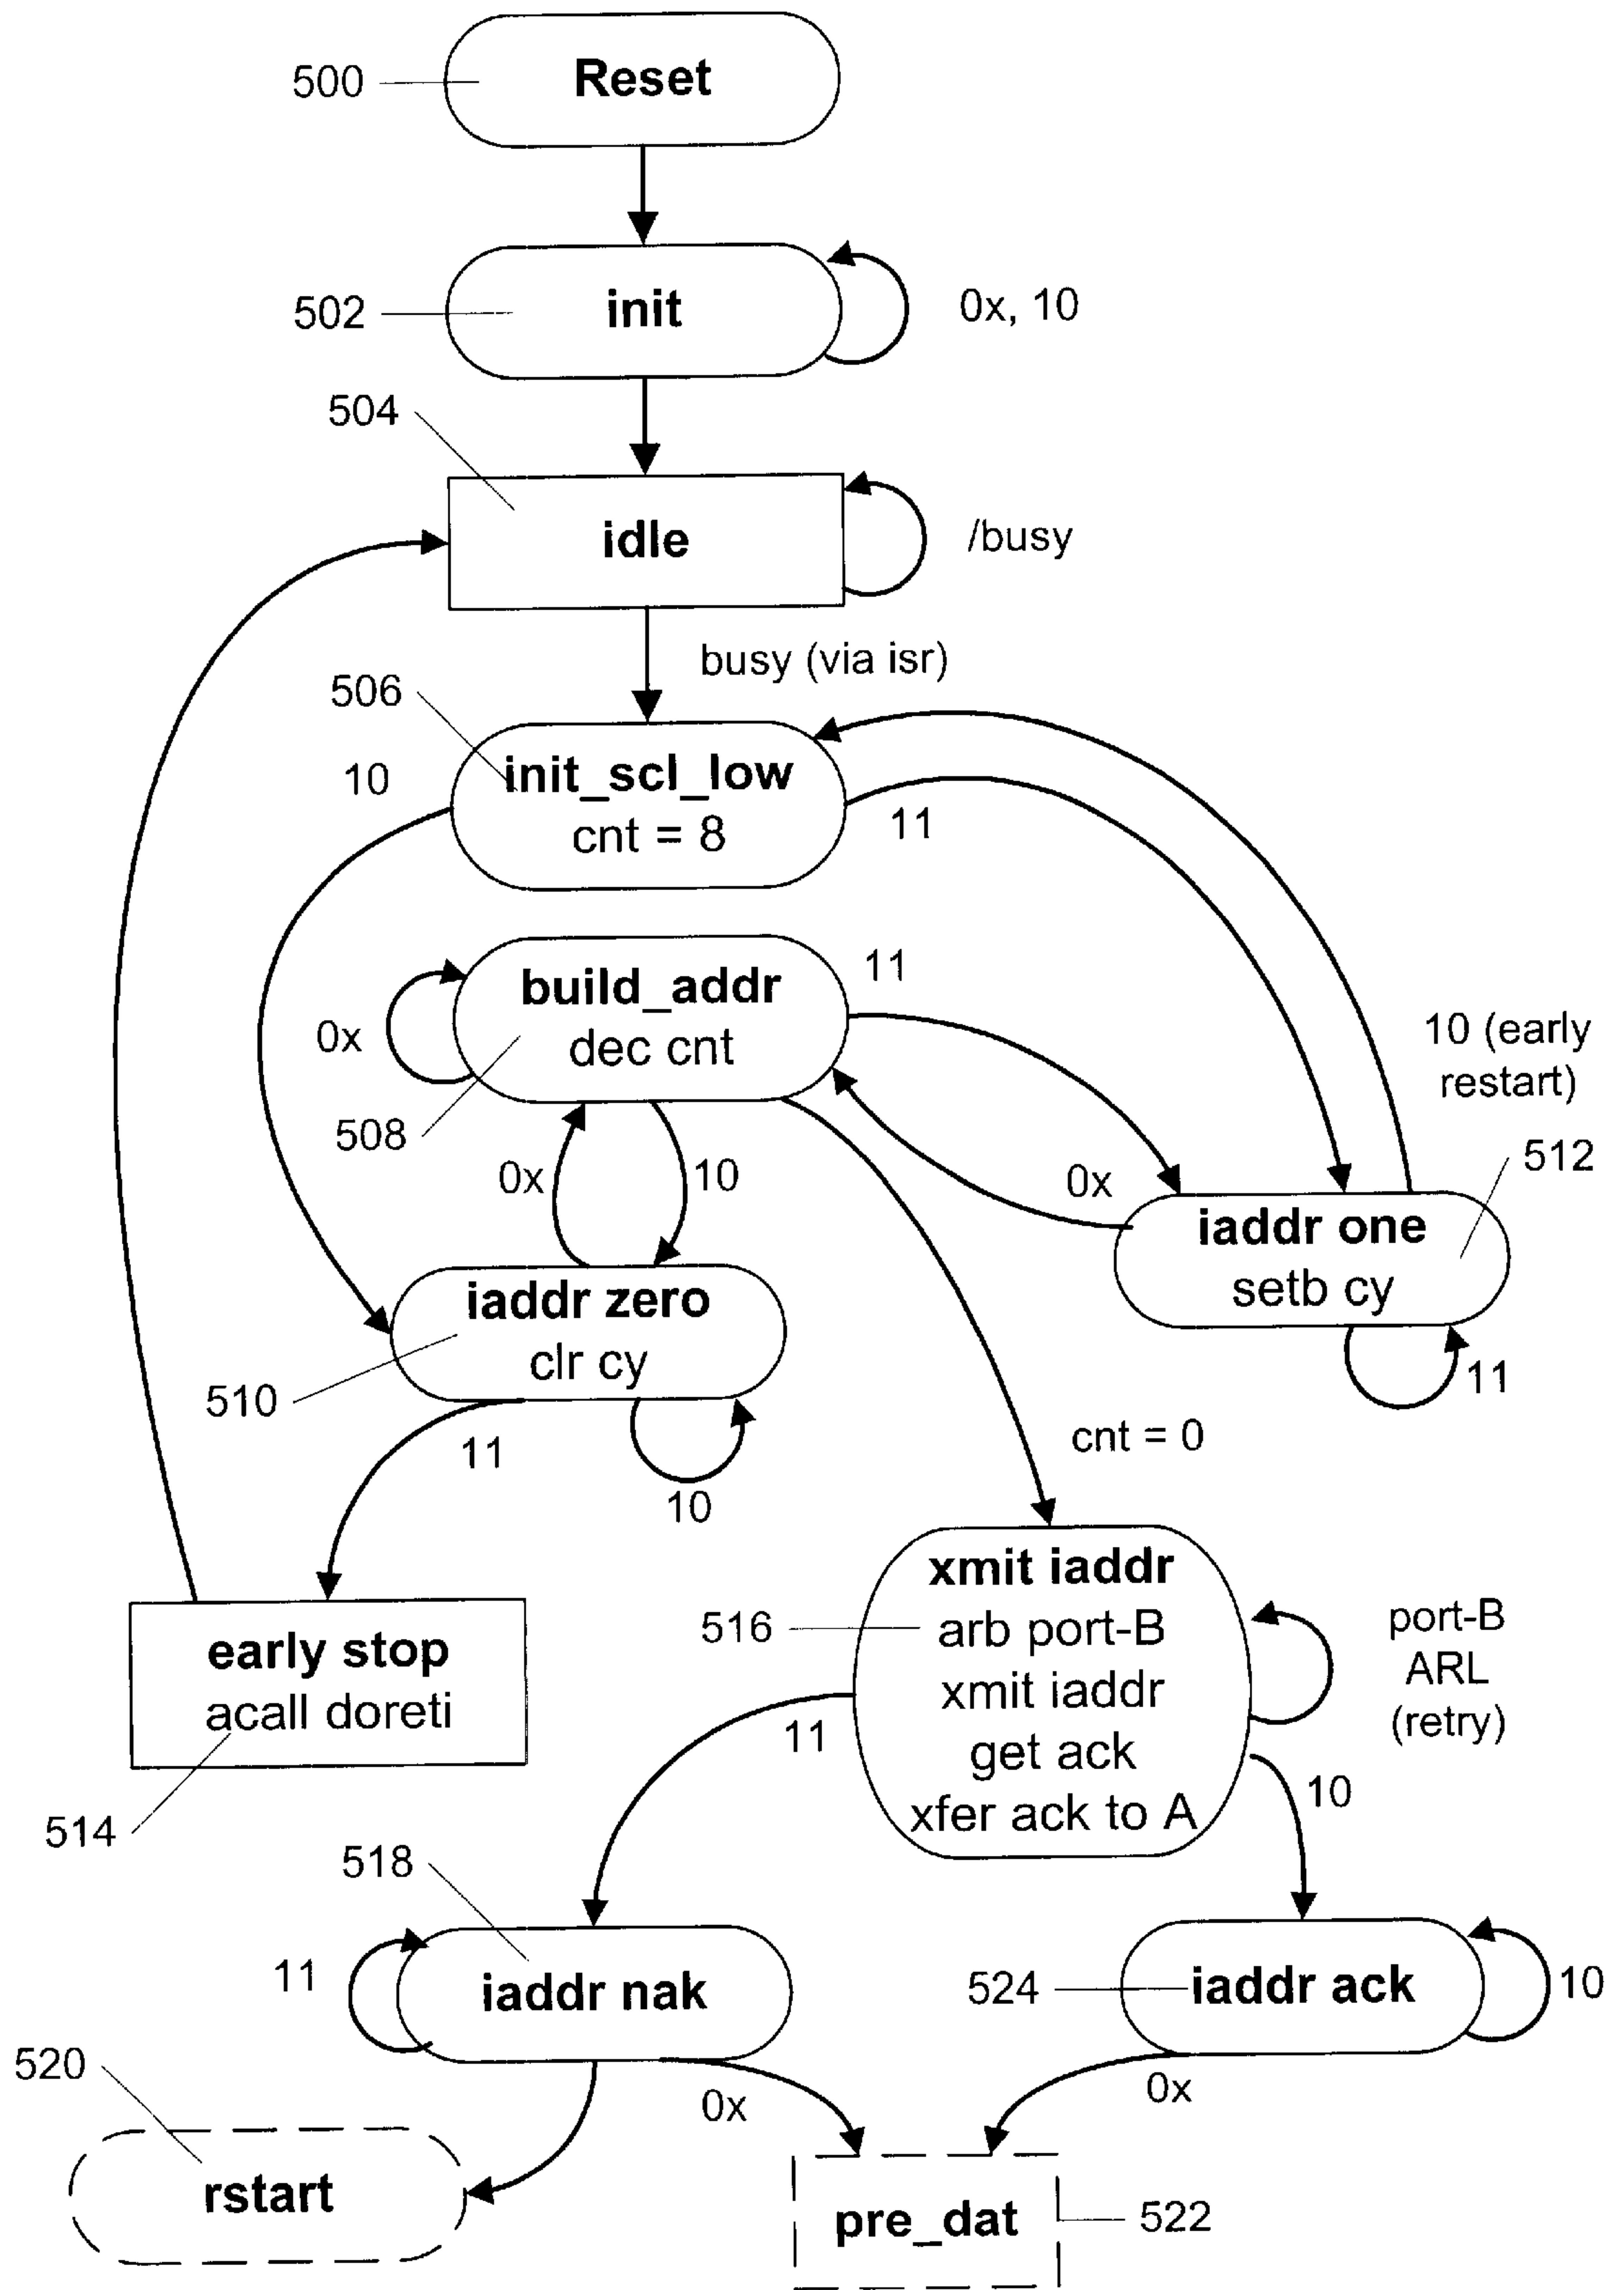 500
Reset
502
init
0x, 10
504
idle
/busy
busy (via isr)
506
10
init_scl_low
cnt = 8
11
build_addr
dec cnt
0x
11
508
10 (early
restart)
512
0x
10
0x
iaddr one
setb cy
11
iaddr zero
clr cy
510
11
10
cnt = 0
early stop
acall doreti
514
xmit iaddr
516
arb port-B
xmit iaddr
get ack
xfer ack to A
port-B
ARL
(retry)
11
10
518
11
iaddr nak
524
iaddr ack
10
520
0x
0x
rstart
pre_dat
522